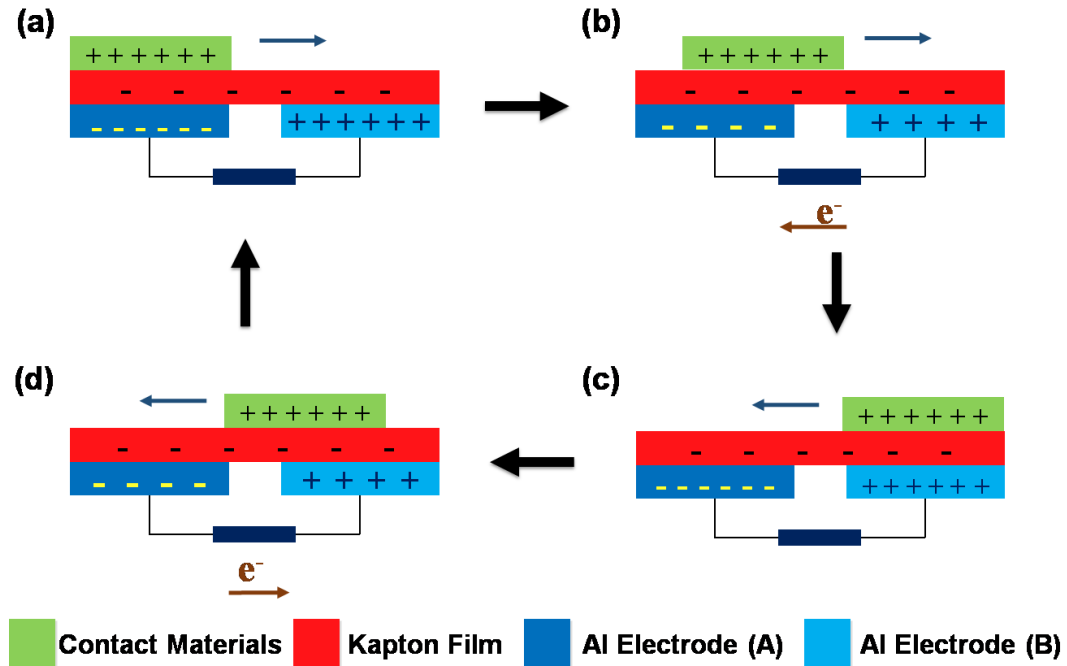 (a)
+ + + + + +
- - - - - -
- - - - - -
+ + + + + +
(b)
+ + + + + +
- - - - - -
- - - -
+ + + +
e⁻
(d)
+ + + + + +
- - - - - -
- - - -
+ + + +
e⁻
(c)
+ + + + + +
- - - - - -
- - - - - -
+ + + + + +
Contact Materials
Kapton Film
Al Electrode (A)
Al Electrode (B)